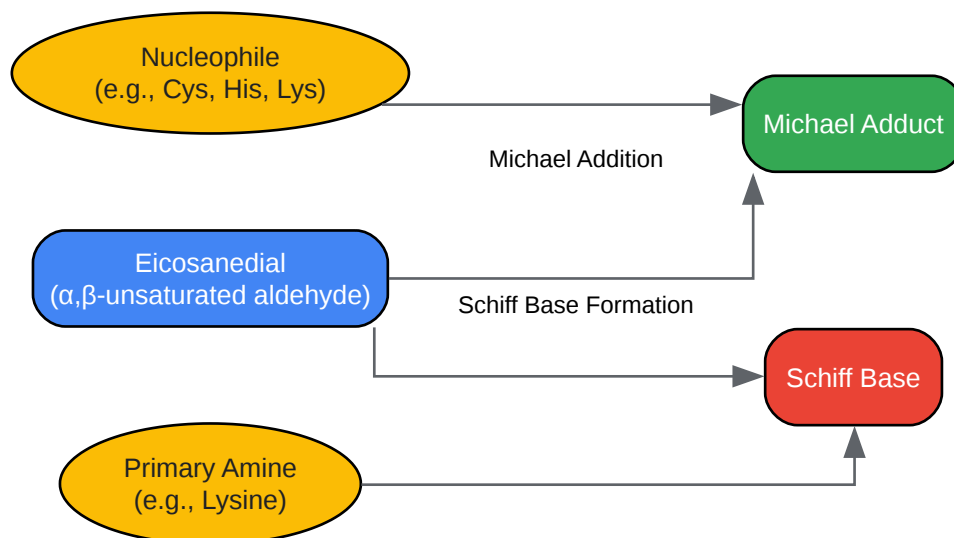 Nucleophile
(e.g., Cys, His, Lys)
Michael Adduct
Michael Addition
Eicosanedial
(α,β-unsaturated aldehyde)
Schiff Base Formation
Schiff Base
Primary Amine
(e.g., Lysine)